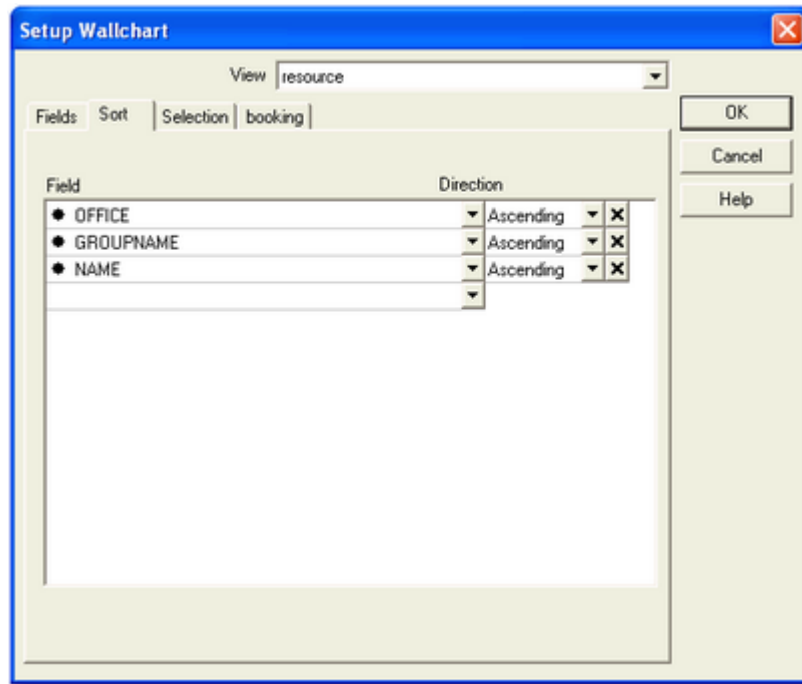 Setup Wallchart
View resource
Fields Sort Selection booking
OK
Cancel
Help
Field Direction
OFFICE Ascending
GROUPNAME Ascending
NAME Ascending